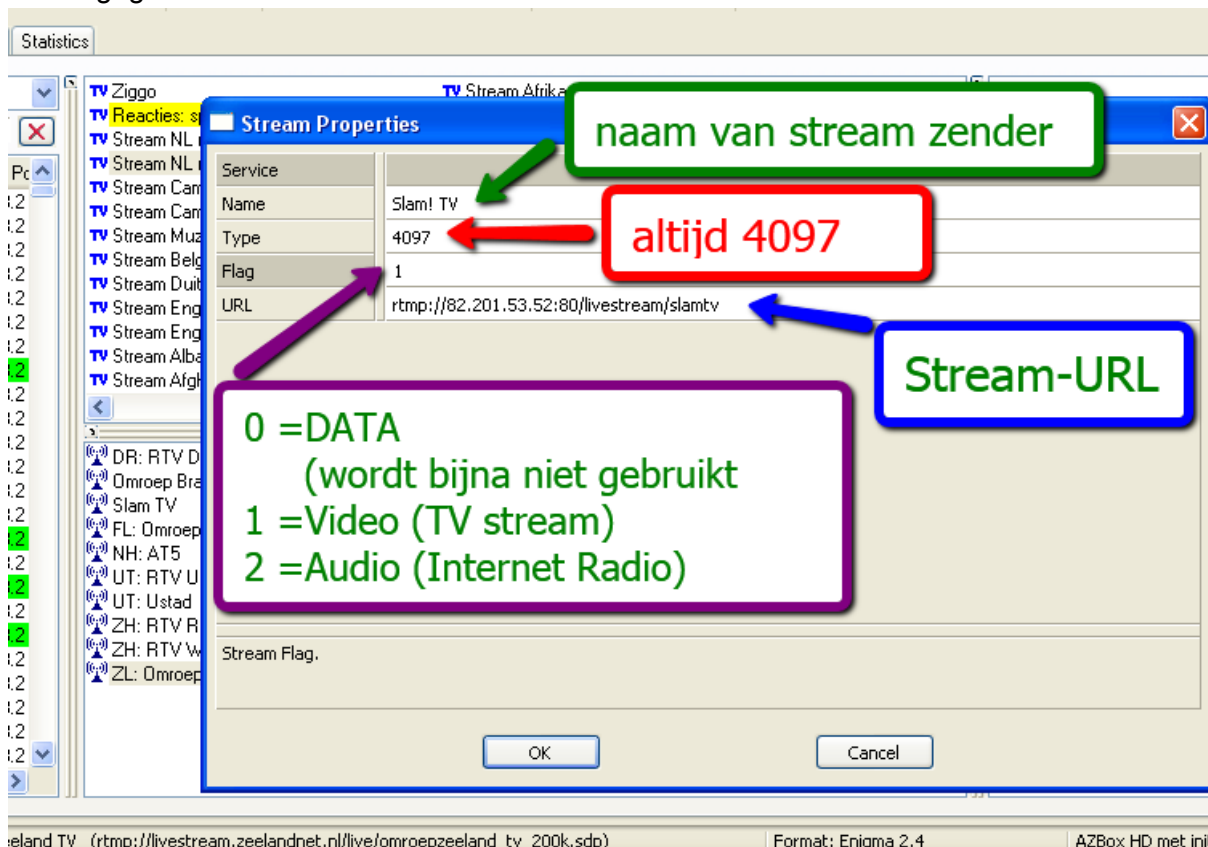 Statistics
TV Ziggo
TV Stream Afrika
TV Reacties:
TV Stream NL
TV Stream NL
TV Stream Cam
TV Stream Cam
TV Stream Muz
TV Stream Belg
TV Stream Duit
TV Stream Eng
TV Stream Eng
TV Stream Alba
TV Stream Afgh
DR: RTV D
Omroep Bra
Slam TV
FL: Omroep
NH: AT5
UT: RTV U
UT: Ustad
ZH: RTV R
ZH: RTV W
ZL: Omroep
Stream Properties
naam van stream zender
Service
Name Slam! TV
Type 4097
altijd 4097
Flag 1
URL rtmp://82.201.53.52:80/livestream/slamtv
Stream-URL
0 =DATA
(wordt bijna niet gebruikt
1 =Video (TV stream)
2 =Audio (Internet Radio)
Stream Flag.
OK
Cancel
eeland TV (rtmp://livestream.zeelandnet.nl/live/omroepzeeland_tv_200k.sdp)
Format: Enigma 2.4
AZBox HD met ini